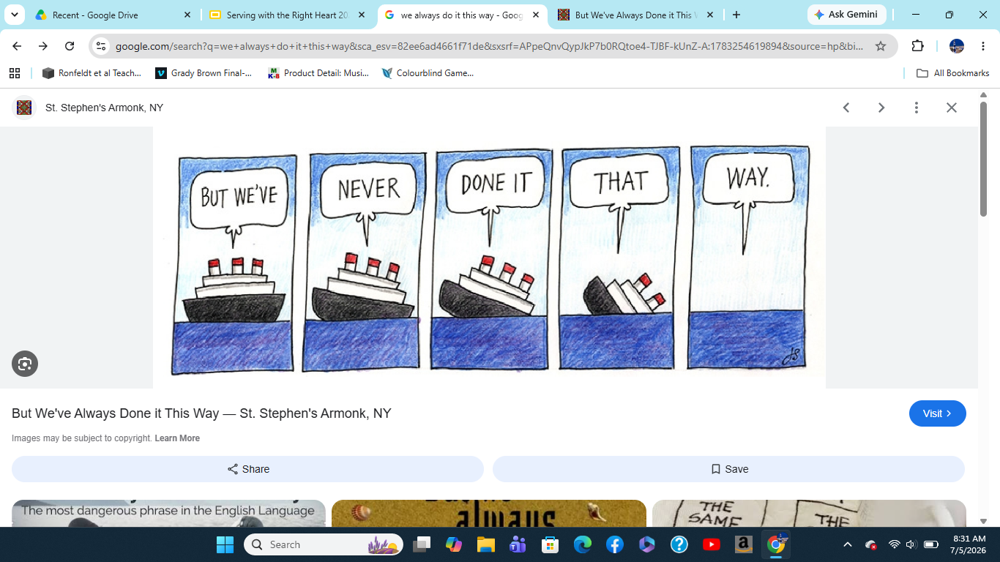 Recent - Google Drive
Serving with the Right Heart 20
we always do it this way - Goog
But We've Always Done it This
Ask Gemini
google.com/search?q=we+always+do+it+this+way&sca_esv=82ee6ad4661f71de&sxsrf=APpeQnvQypJkP7b0RQtoe4-TJBF-kUnZ-A:1783254619894&source=hp&bi...
Ronfeldt et al Teach...
Grady Brown Final-...
M
K-8
Product Detail: Musi...
Colourblind Game...
All Bookmarks
St. Stephen's Armonk, NY
BUT WE'VE
NEVER
DONE IT
THAT
WAY.
JS
But We've Always Done it This Way — St. Stephen's Armonk, NY
Visit
Images may be subject to copyright. Learn More
Share
Save
The most dangerous phrase in the English Language
always
THE
SAME
THE
Search
8:31 AM
7/5/2026